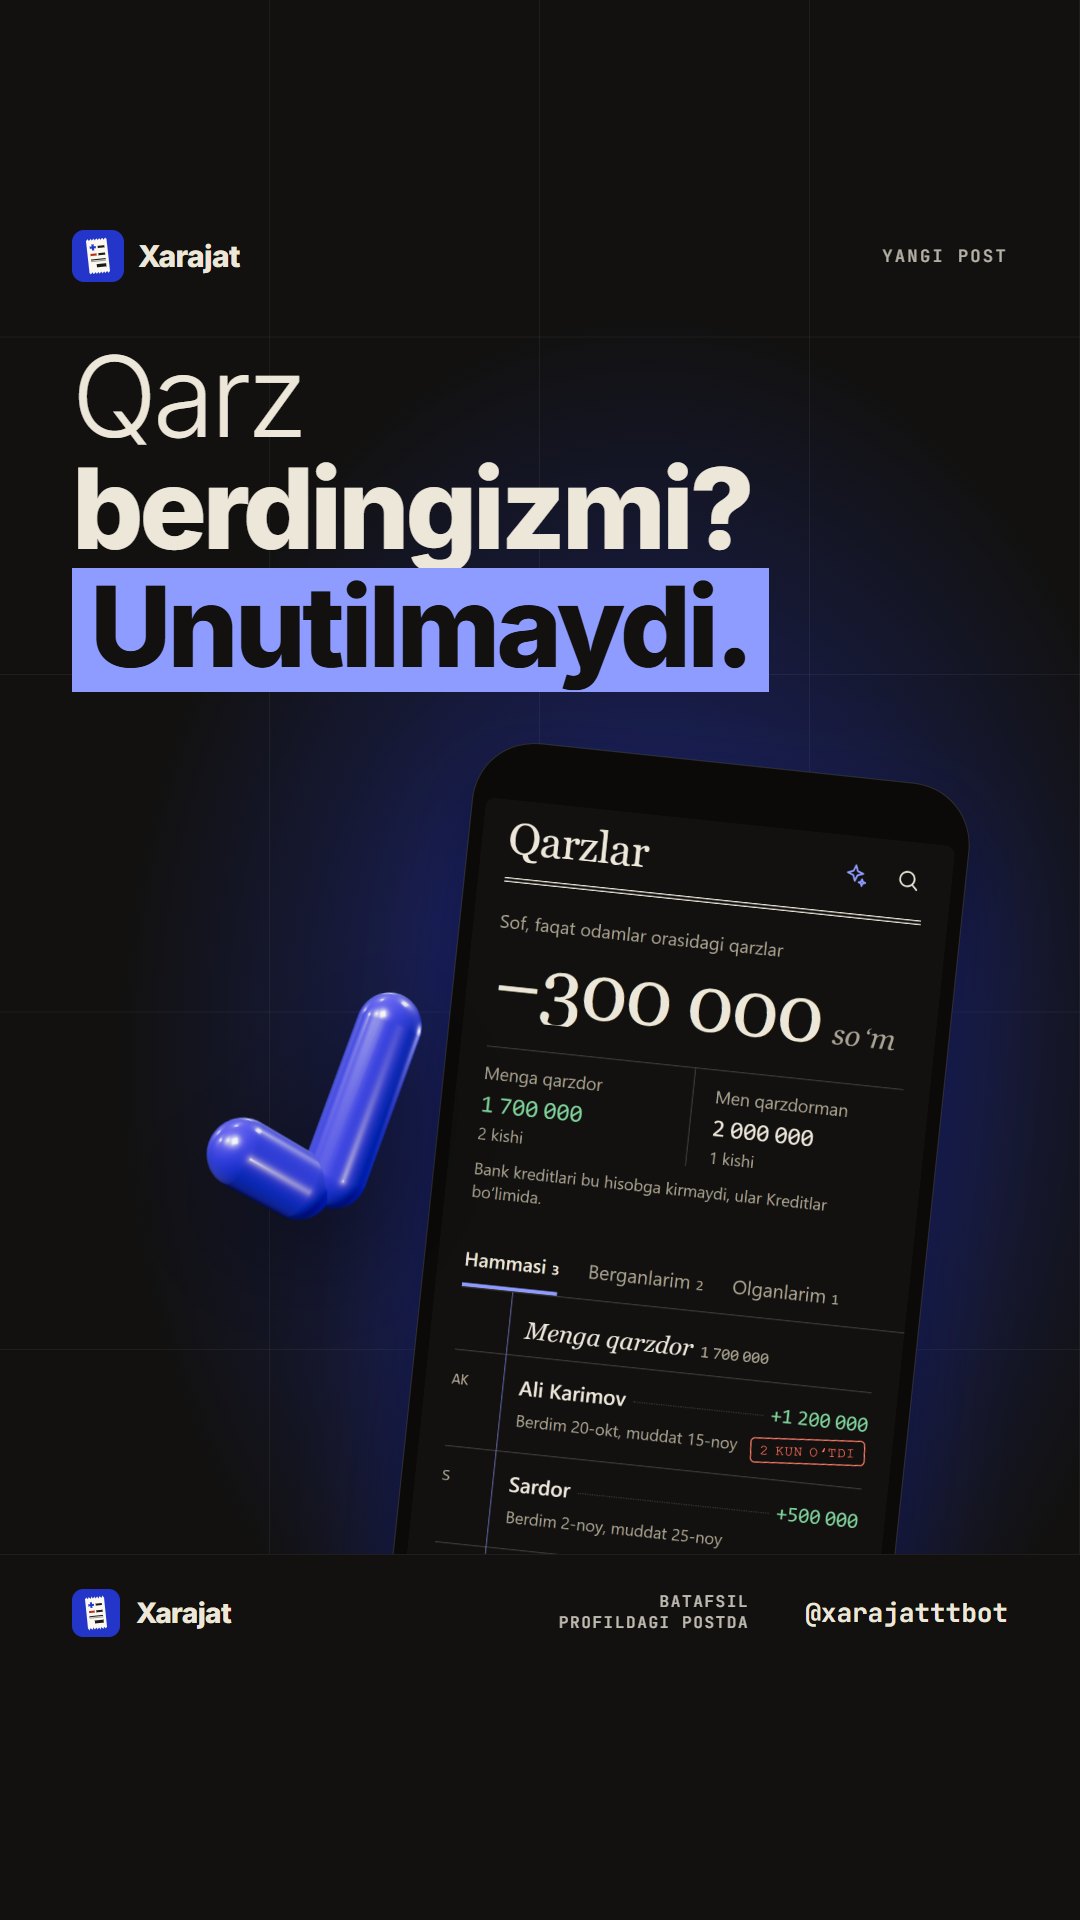 Xarajat
YANGI POST
Qarz
berdingizmi?
Unutilmaydi.
Qarzlar
Sof, faqat odamlar orasidagi qarzlar
–300 000 so‘m
Menga qarzdor
1 700 000
2 kishi
Men qarzdorman
2 000 000
1 kishi
Bank kreditlari bu hisobga kirmaydi, ular Kreditlar
bo‘limida.
Hammasi 3 Berganlarim 2 Olganlarim 1
Menga qarzdor 1 700 000
AK Ali Karimov +1 200 000
Berdim 20-okt, muddat 15-noy 2 KUN O‘TDI
S Sardor +500 000
Berdim 2-noy, muddat 25-noy
Xarajat
BATAFSIL
PROFILDAGI POSTDA
@xarajatttbot